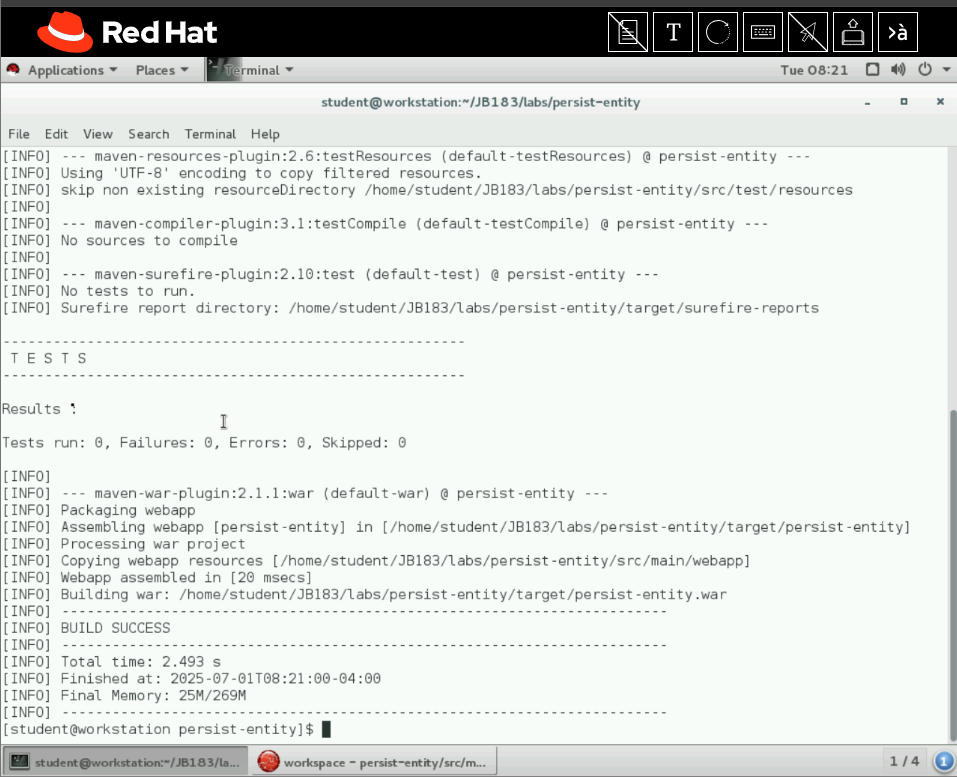 Red Hat
T
>à
Applications Places Terminal Tue 08:21
student@workstation:~/JB183/labs/persist-entity
File Edit View Search Terminal Help
[INFO] --- maven-resources-plugin:2.6:testResources (default-testResources) @ persist-entity ---
[INFO] Using 'UTF-8' encoding to copy filtered resources.
[INFO] skip non existing resourceDirectory /home/student/JB183/labs/persist-entity/src/test/resources
[INFO]
[INFO] --- maven-compiler-plugin:3.1:testCompile (default-testCompile) @ persist-entity ---
[INFO] No sources to compile
[INFO]
[INFO] --- maven-surefire-plugin:2.10:test (default-test) @ persist-entity ---
[INFO] No tests to run.
[INFO] Surefire report directory: /home/student/JB183/labs/persist-entity/target/surefire-reports
-------------------------------------------------------
T E S T S
-------------------------------------------------------
Results :
Tests run: 0, Failures: 0, Errors: 0, Skipped: 0
[INFO]
[INFO] --- maven-war-plugin:2.1.1:war (default-war) @ persist-entity ---
[INFO] Packaging webapp
[INFO] Assembling webapp [persist-entity] in [/home/student/JB183/labs/persist-entity/target/persist-entity]
[INFO] Processing war project
[INFO] Copying webapp resources [/home/student/JB183/labs/persist-entity/src/main/webapp]
[INFO] Webapp assembled in [20 msecs]
[INFO] Building war: /home/student/JB183/labs/persist-entity/target/persist-entity.war
[INFO] ------------------------------------------------------------------------
[INFO] BUILD SUCCESS
[INFO] ------------------------------------------------------------------------
[INFO] Total time: 2.493 s
[INFO] Finished at: 2025-07-01T08:21:00-04:00
[INFO] Final Memory: 25M/269M
[INFO] ------------------------------------------------------------------------
[student@workstation persist-entity]$
student@workstation:~/JB183/la... workspace - persist-entity/src/m... 1 / 4 1